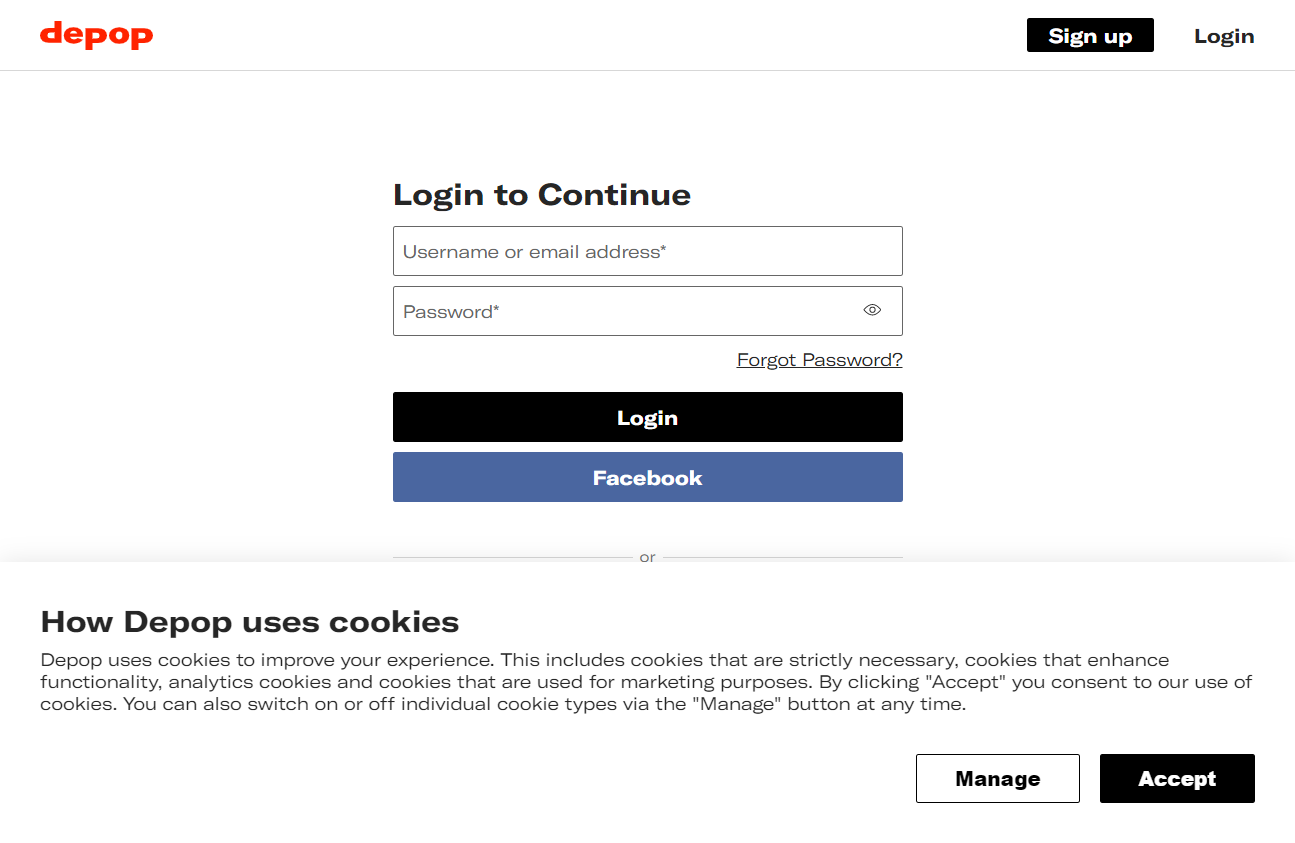 depop
Sign up
Login
Login to Continue
Username or email address*
Password*
Forgot Password?
Login
Facebook
or
How Depop uses cookies
Depop uses cookies to improve your experience. This includes cookies that are strictly necessary, cookies that enhance
functionality, analytics cookies and cookies that are used for marketing purposes. By clicking "Accept" you consent to our use of
cookies. You can also switch on or off individual cookie types via the "Manage" button at any time.
Manage
Accept